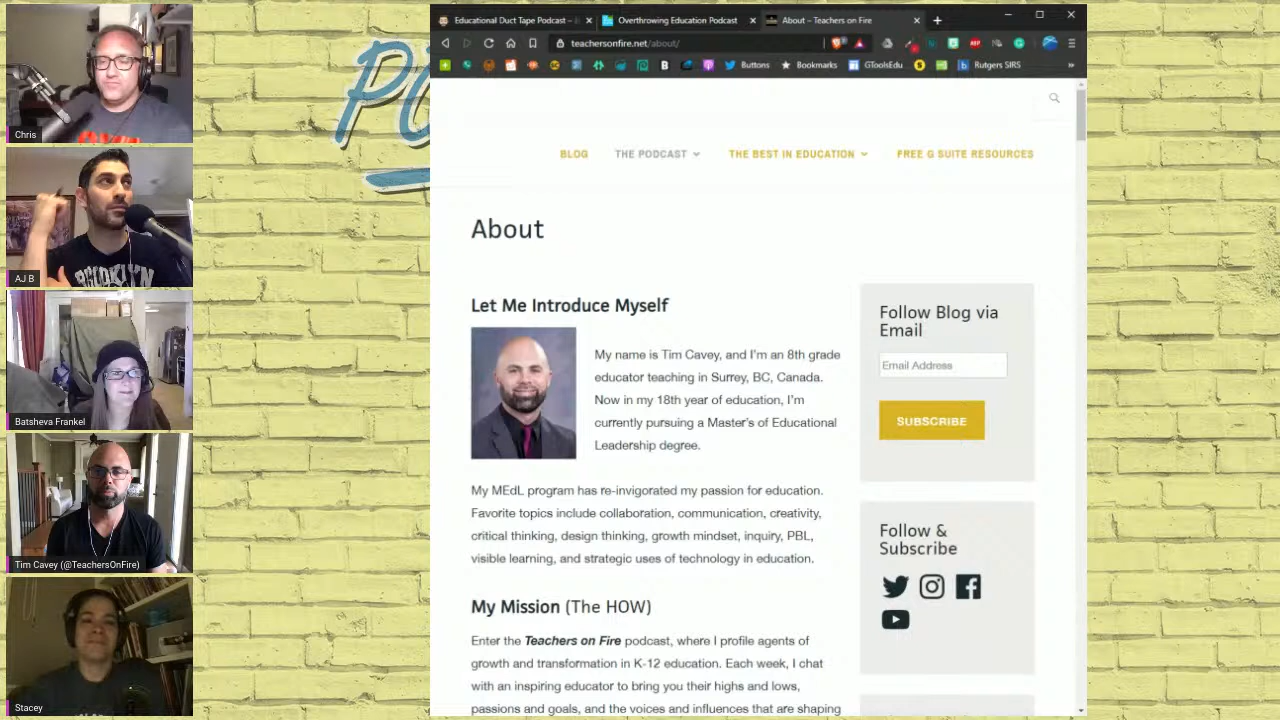 Chris
AJ B
BROOKLYN
Batsheva Frankel
Tim Cavey (@TeachersOnFire)
Stacey
Educational Duct Tape Podcast –
Overthrowing Education Podcast
About – Teachers on Fire
teachersonfire.net/about/
Buttons
Bookmarks
GToolsEdu
Rutgers SIRS
BLOG
THE PODCAST
THE BEST IN EDUCATION
FREE G SUITE RESOURCES
About
Let Me Introduce Myself
My name is Tim Cavey, and I'm an 8th grade
educator teaching in Surrey, BC, Canada.
Now in my 18th year of education, I'm
currently pursuing a Master's of Educational
Leadership degree.
My MEdL program has re-invigorated my passion for education.
Favorite topics include collaboration, communication, creativity,
critical thinking, design thinking, growth mindset, inquiry, PBL,
visible learning, and strategic uses of technology in education.
My Mission (The HOW)
Enter the Teachers on Fire podcast, where I profile agents of
growth and transformation in K-12 education. Each week, I chat
with an inspiring educator to bring you their highs and lows,
passions and goals, and the voices and influences that are shaping
Follow Blog via
Email
Email Address
SUBSCRIBE
Follow &
Subscribe